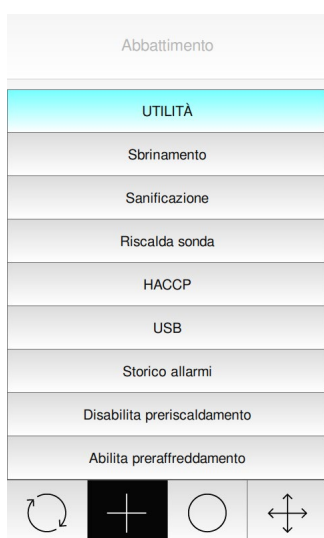 Abbattimento
UTILITÀ
Sbrinamento
Sanificazione
Riscalda sonda
HACCP
USB
Storico allarmi
Disabilita preriscaldamento
Abilita preraffreddamento